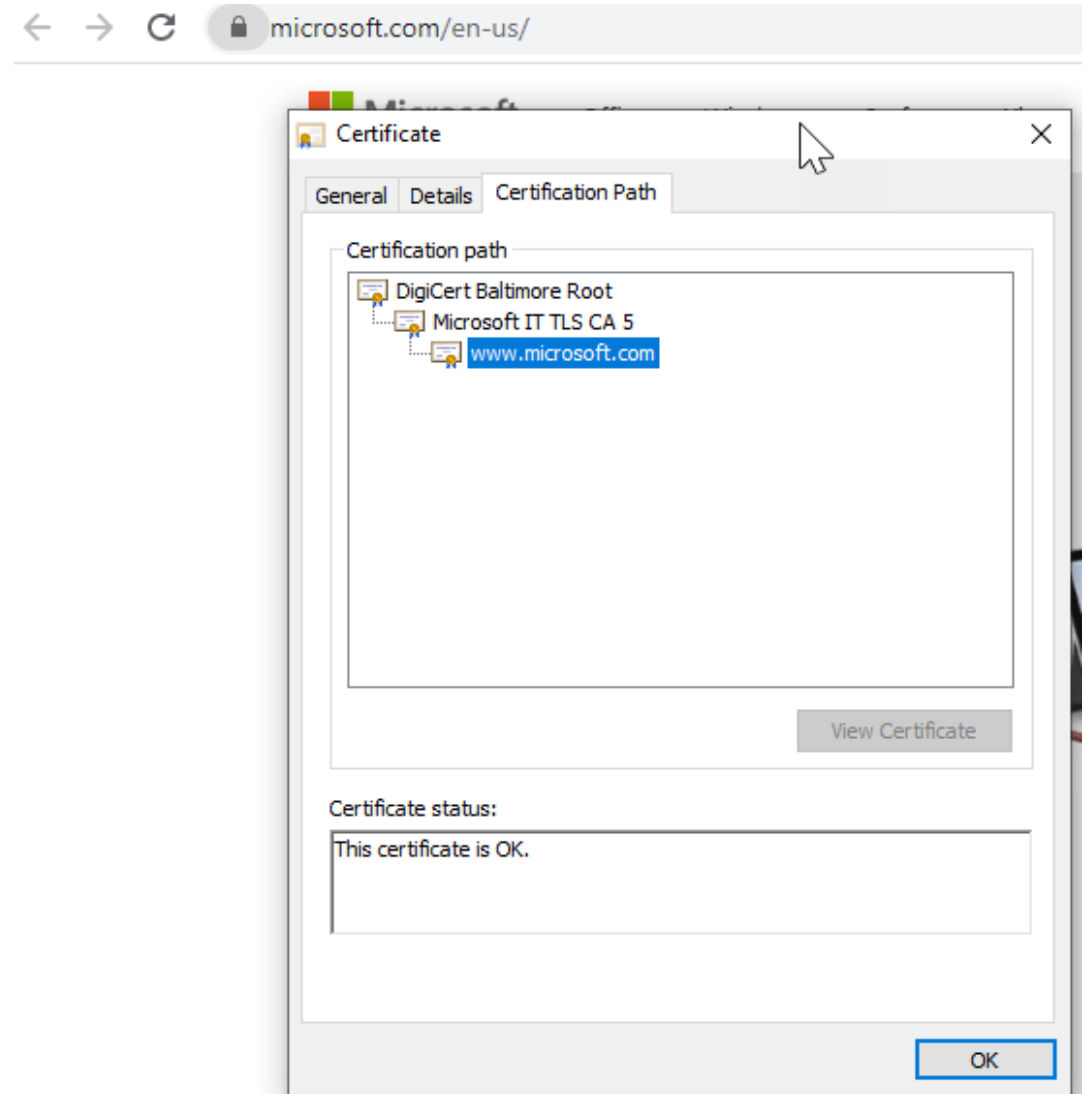 microsoft.com/en-us/
Microsoft
Certificate
General Details Certification Path
Certification path
DigiCert Baltimore Root
Microsoft IT TLS CA 5
www.microsoft.com
View Certificate
Certificate status:
This certificate is OK.
OK